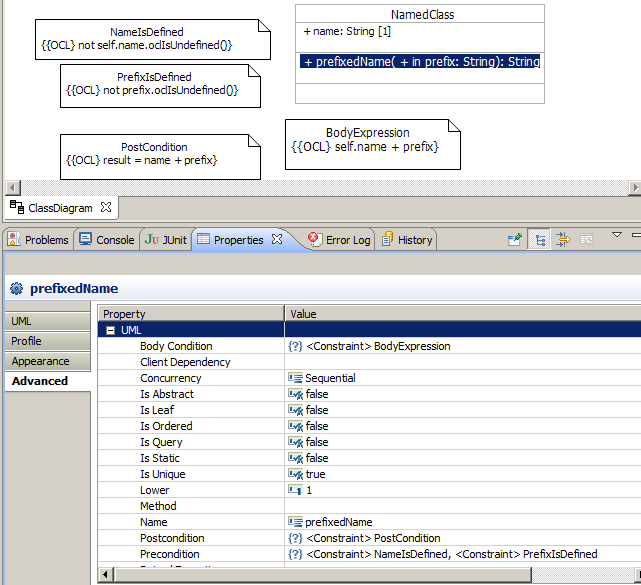 NameIsDefined
{{OCL} not self.name.oclIsUndefined()}
NamedClass
+ name: String [1]
+ prefixedName( + in prefix: String): String
PrefixIsDefined
{{OCL} not prefix.oclIsUndefined()}
PostCondition
{{OCL} result = name + prefix}
BodyExpression
{{OCL} self.name + prefix}
ClassDiagram
Problems Console JUnit Properties Error Log History
prefixedName
UML
Profile
Appearance
Advanced
Property Value
UML
Body Condition <Constraint> BodyExpression
Client Dependency
Concurrency Sequential
Is Abstract false
Is Leaf false
Is Ordered false
Is Query false
Is Static false
Is Unique true
Lower 1
Method
Name prefixedName
Postcondition <Constraint> PostCondition
Precondition <Constraint> NameIsDefined, <Constraint> PrefixIsDefined